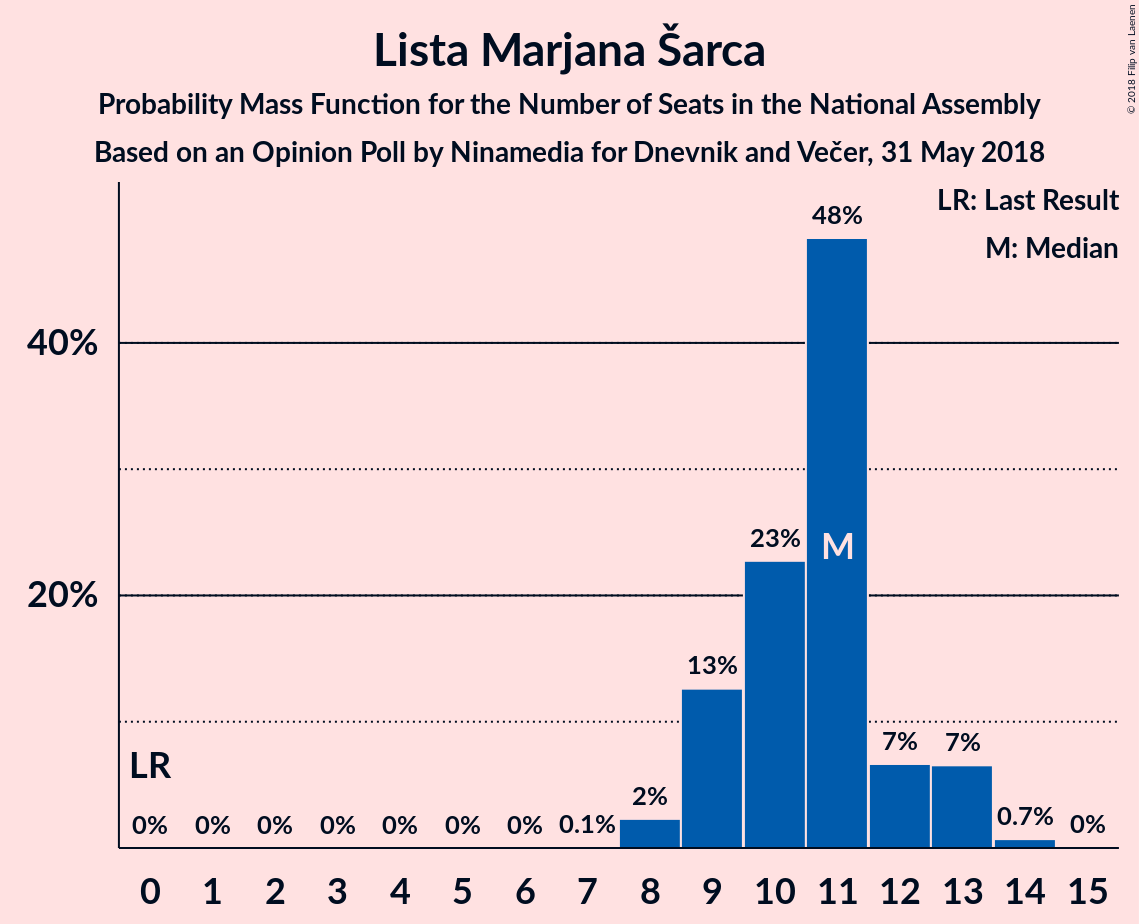 Lista Marjana Šarca
Probability Mass Function for the Number of Seats in the National Assembly
Based on an Opinion Poll by Ninamedia for Dnevnik and Večer, 31 May 2018
© 2018 Filip van Laenen
LR: Last Result
M: Median
48%
40%
23%
M
20%
13%
LR
7%
7%
2%
0%
0%
0%
0%
0%
0%
0%
0.1%
0.7%
0%
0 1 2 3 4 5 6 7 8 9 10 11 12 13 14 15